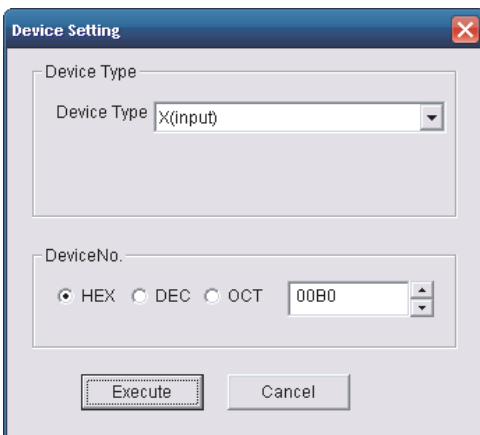 Device Setting
Device Type
Device Type X(input)
DeviceNo.
HEX DEC OCT 00B0
Execute Cancel